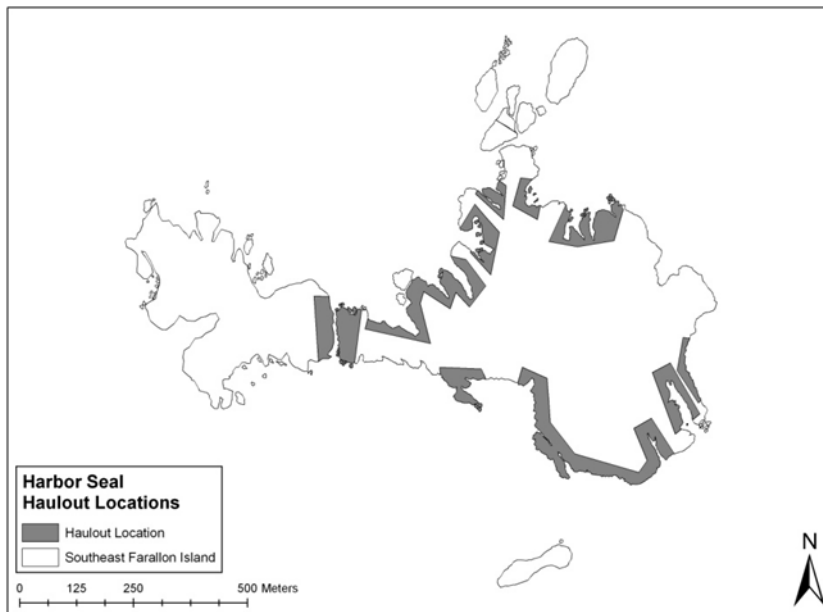 N
Harbor Seal
Haulout Locations
Haulout Location
Southeast Farallon Island
0 125 250 500 Meters